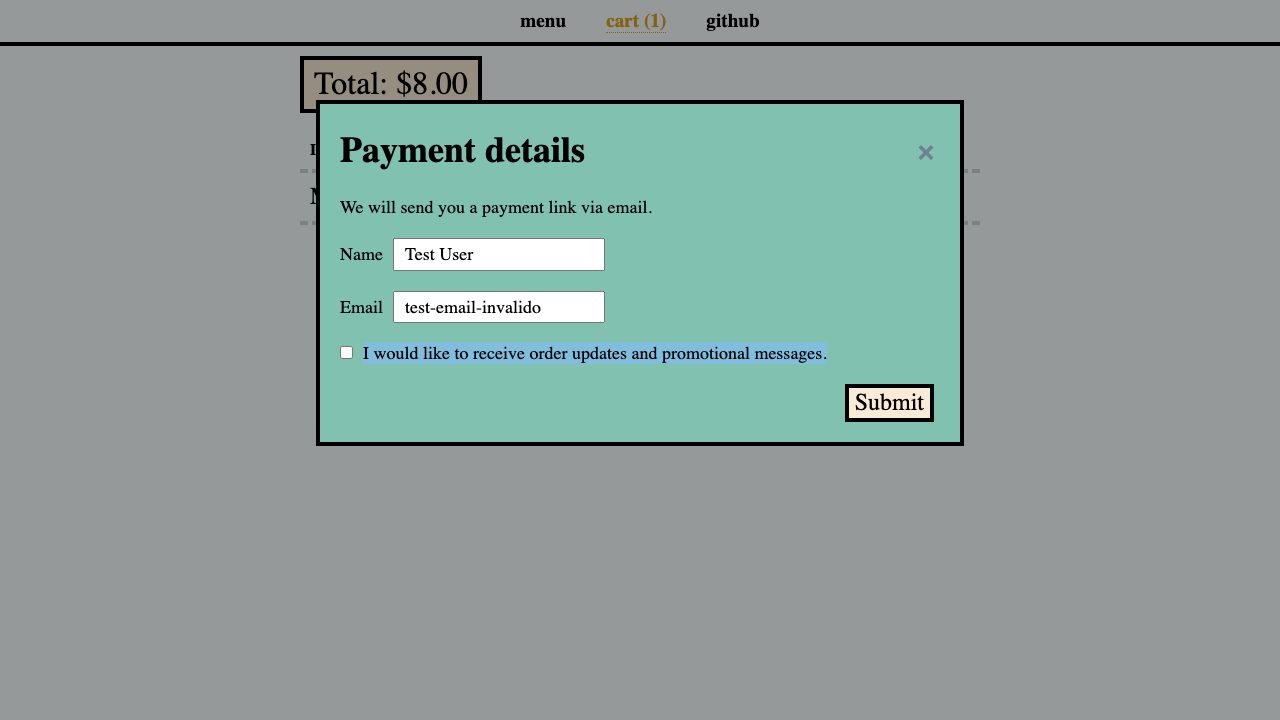 menu cart (1) github
Total: $8.00
Payment details ×
We will send you a payment link via email.
Name Test User
Email test-email-invalido
I would like to receive order updates and promotional messages.
Submit